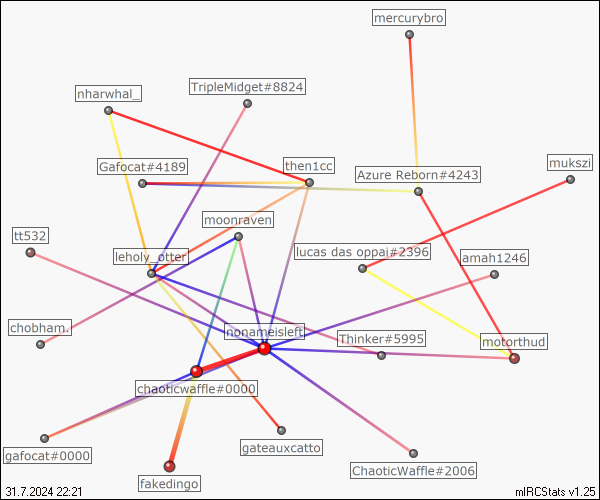 mercurybro
TripleMidget#8824
nharwhal_
mukszi
Gafocat#4189
then1cc
Azure Reborn#4243
moonraven
tt532
leholy_otter
lucas das oppai#2396
amah1246
chobham.
nonameisleft
Thinker#5995
motorthud
chaoticwaffle#0000
gafocat#0000
gateauxcatto
ChaoticWaffle#2006
fakedingo
31.7.2024 22:21
mIRCStats v1.25